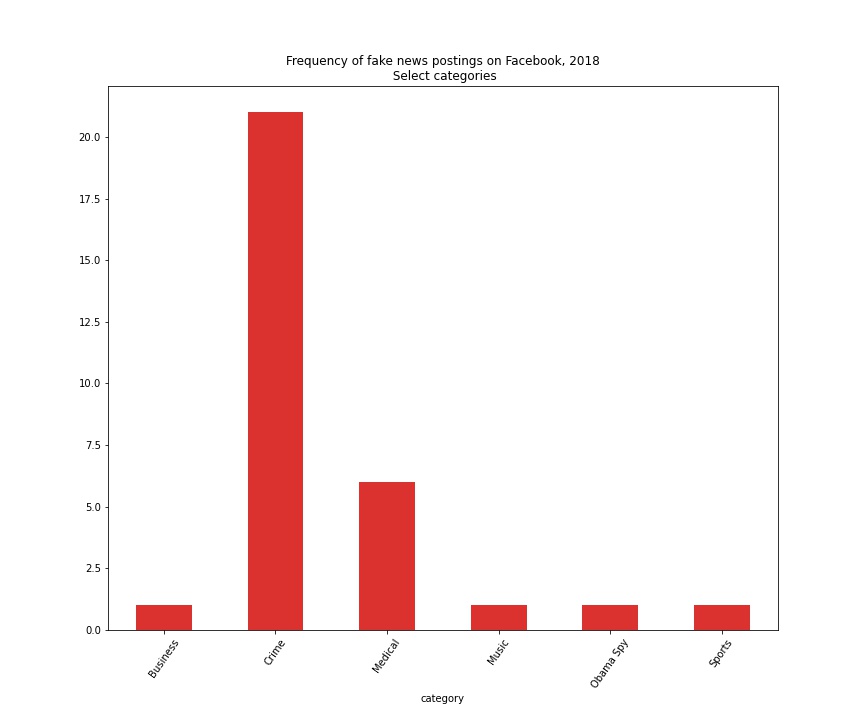 Frequency of fake news postings on Facebook, 2018
Select categories
20.0
17.5
15.0
12.5
10.0
7.5
5.0
2.5
0.0
Business
Crime
Medical
Music
Obama Spy
Sports
category